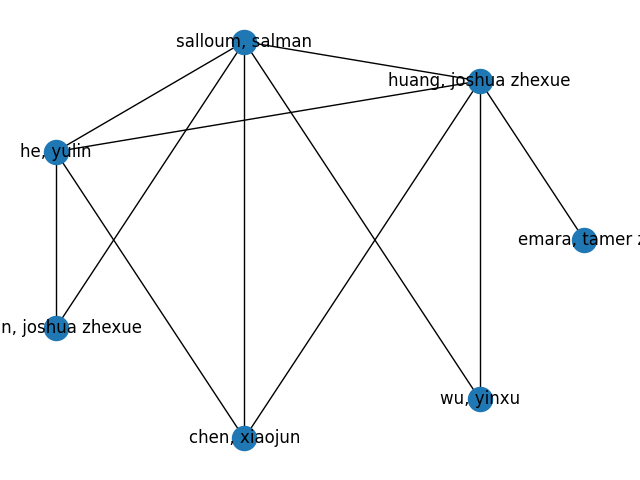 salloum, salman
huang, joshua zhexue
he, yulin
emara, tamer
n, joshua zhexue
wu, yinxu
chen, xiaojun